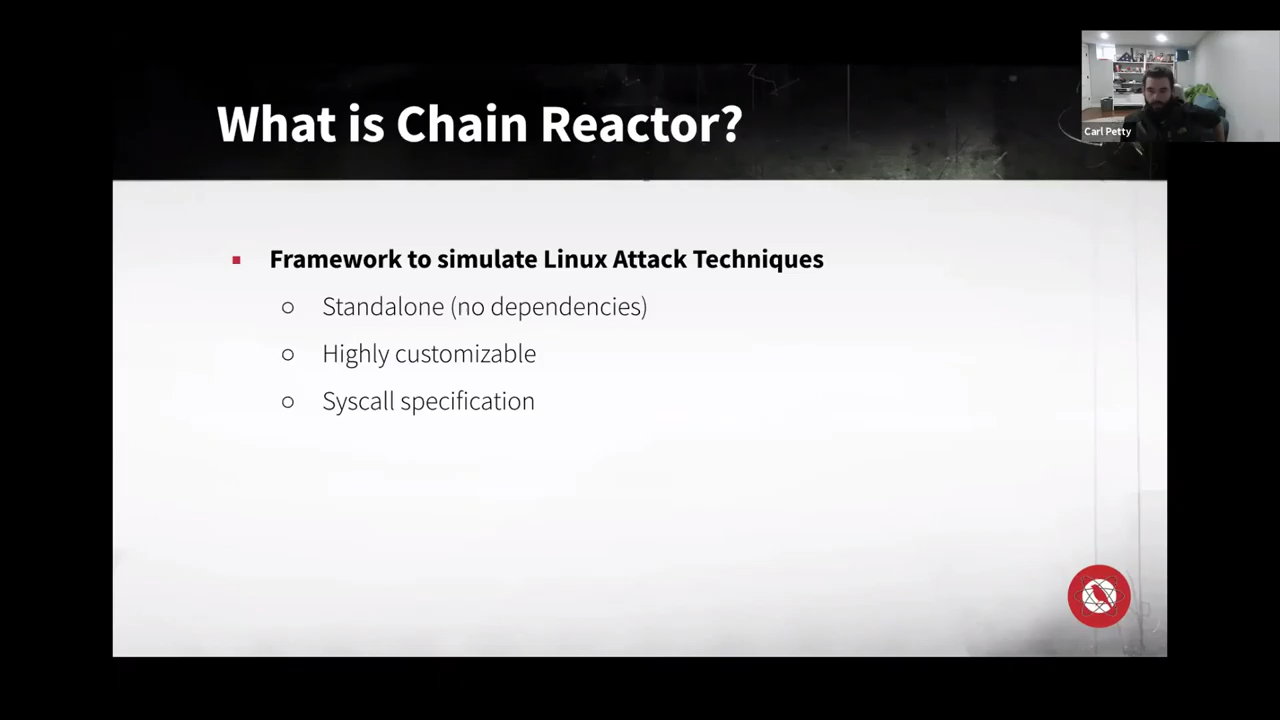 What is Chain Reactor?
Carl Petty
▪ Framework to simulate Linux Attack Techniques
○ Standalone (no dependencies)
○ Highly customizable
○ Syscall specification